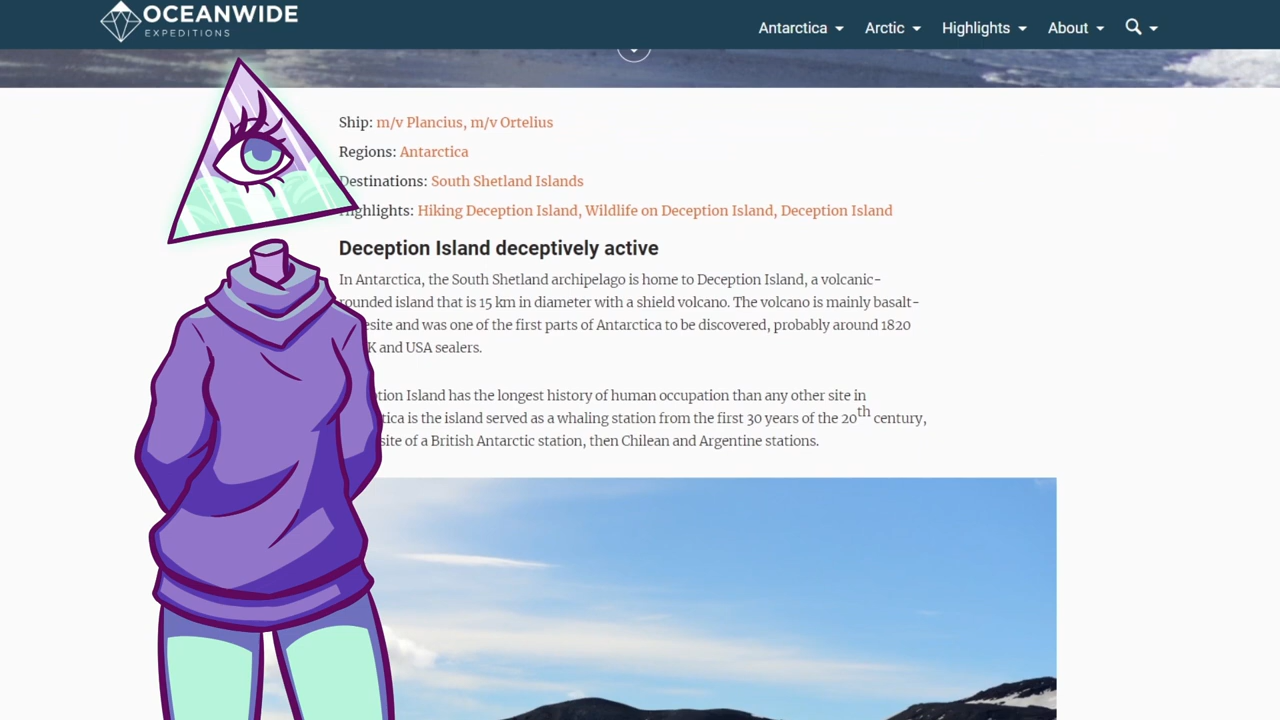 OCEANWIDE
EXPEDITIONS
Antarctica Arctic Highlights About
Ship: m/v Plancius, m/v Ortelius
Regions: Antarctica
Destinations: South Shetland Islands
Highlights: Hiking Deception Island, Wildlife on Deception Island, Deception Island
Deception Island deceptively active
In Antarctica, the South Shetland archipelago is home to Deception Island, a volcanic-
rounded island that is 15 km in diameter with a shield volcano. The volcano is mainly basalt-
esite and was one of the first parts of Antarctica to be discovered, probably around 1820
K and USA sealers.
tion Island has the longest history of human occupation than any other site in
tica is the island served as a whaling station from the first 30 years of the 20th century,
site of a British Antarctic station, then Chilean and Argentine stations.